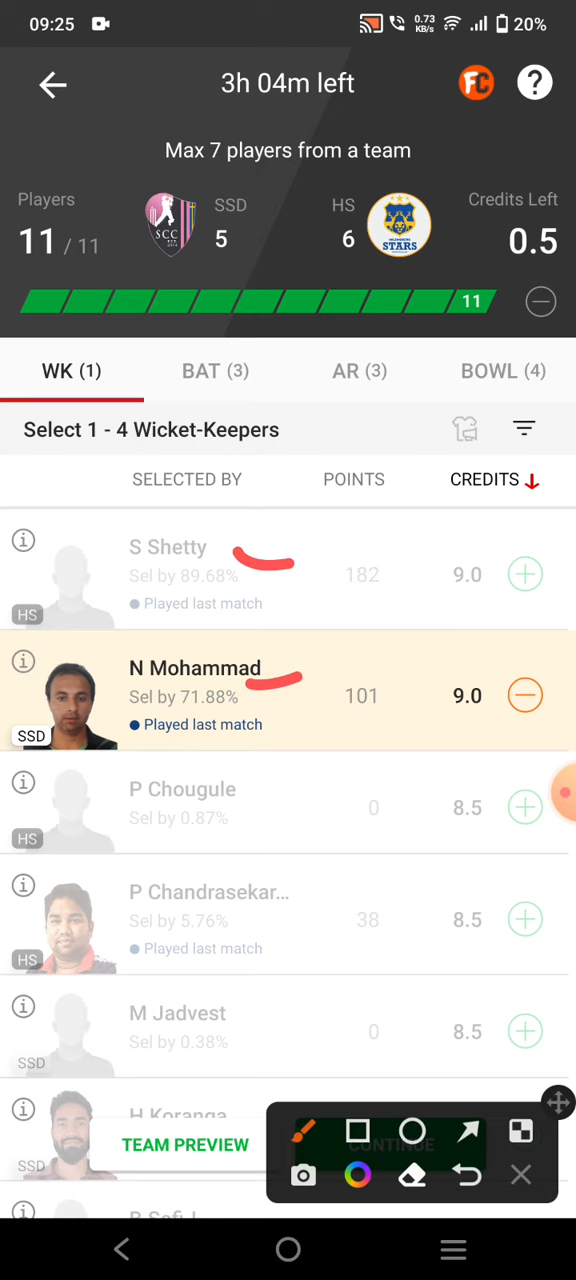 09:25
0.73
KB/s
20%
3h 04m left
FC
?
Max 7 players from a team
Players
SSD
HS
Credits Left
11 / 11
SCC
5
6
STARS
0.5
11
WK (1)
BAT (3)
AR (3)
BOWL (4)
Select 1 - 4 Wicket-Keepers
SELECTED BY
POINTS
CREDITS
S Shetty
Sel by 89.68%
182
9.0
Played last match
HS
N Mohammad
Sel by 71.88%
101
9.0
Played last match
SSD
P Chougule
Sel by 0.87%
0
8.5
HS
P Chandrasekar...
Sel by 5.76%
38
8.5
Played last match
HS
M Jadvest
Sel by 0.38%
0
8.5
SSD
H Koranga
TEAM PREVIEW
CONTINUE
SSD